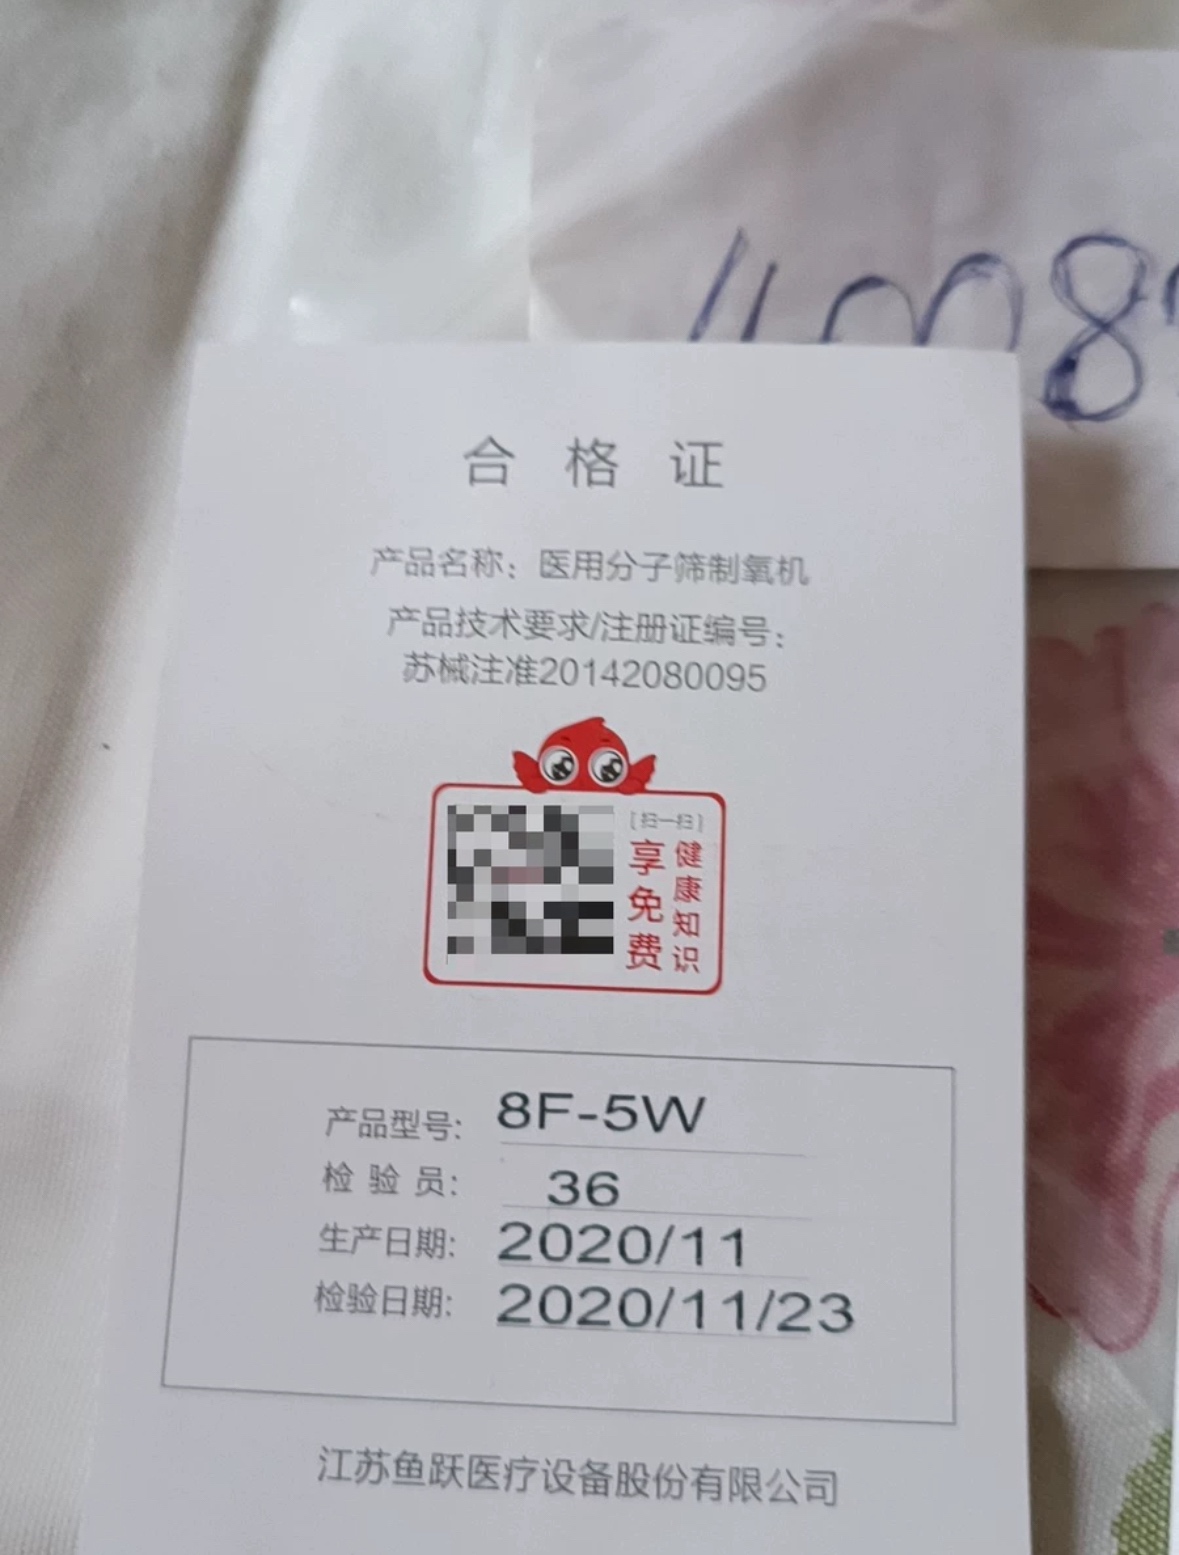 合格证
产品名称：医用分子筛制氧机
产品技术要求/注册证编号：
苏械注准20142080095
[扫一扫]
享免费
健康知识
产品型号: 8F-5W
检验员: 36
生产日期: 2020/11
检验日期: 2020/11/23
江苏鱼跃医疗设备股份有限公司